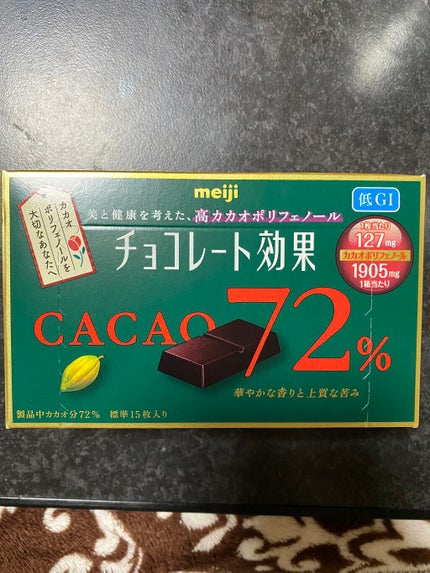 meiji
低GI
美と健康を考えた、高カカオポリフェノール
カカオ
ポリフェノールを
大切なあなたへ
チョコレート効果
1枚当たり
127mg
カカオポリフェノール
1905mg
1箱当たり
CACAO 72%
華やかな香りと上質な苦み
製品中カカオ分72% 標準15枚入り